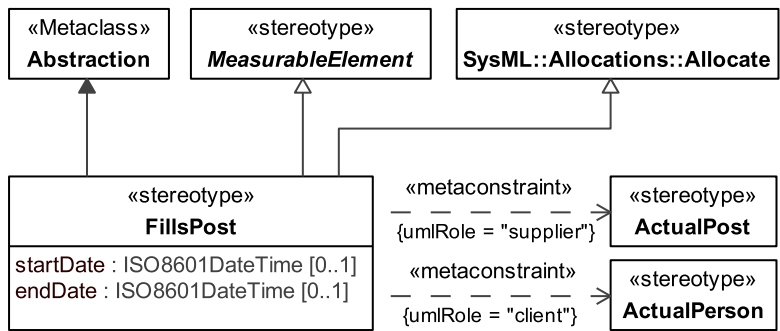 «Metaclass»
Abstraction
«stereotype»
MeasurableElement
«stereotype»
SysML::Allocations::Allocate
«stereotype»
FillsPost
startDate : ISO8601DateTime [0..1]
endDate : ISO8601DateTime [0..1]
«metaconstraint»
{umlRole = "supplier"}
«stereotype»
ActualPost
«metaconstraint»
{umlRole = "client"}
«stereotype»
ActualPerson